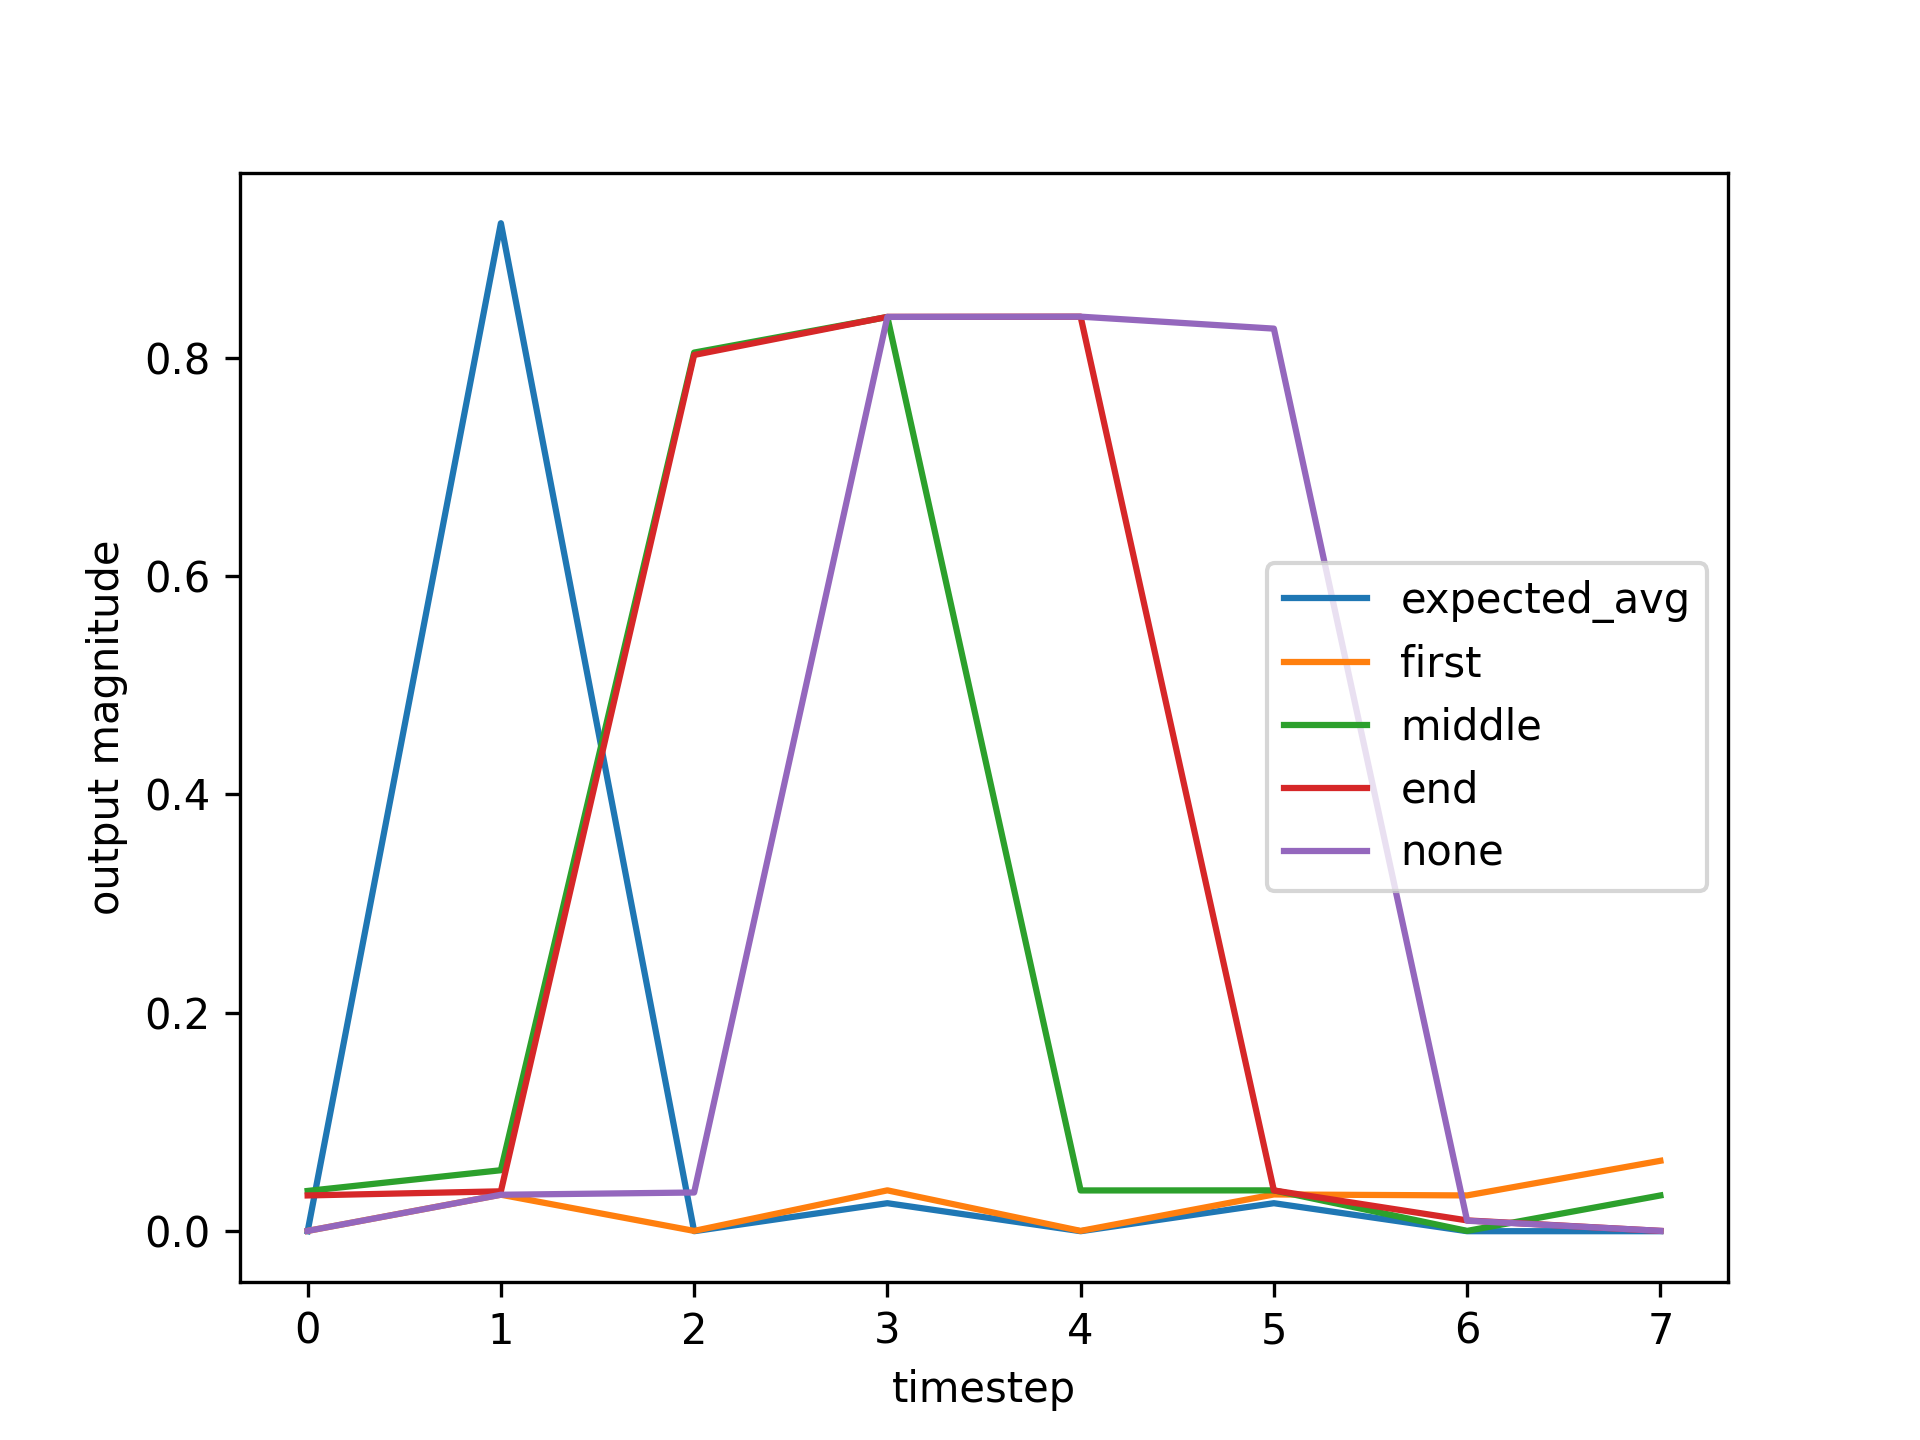 output magnitude
0.8
0.6
0.4
0.2
0.0
expected_avg
first
middle
end
none
0 1 2 3 4 5 6 7
timestep